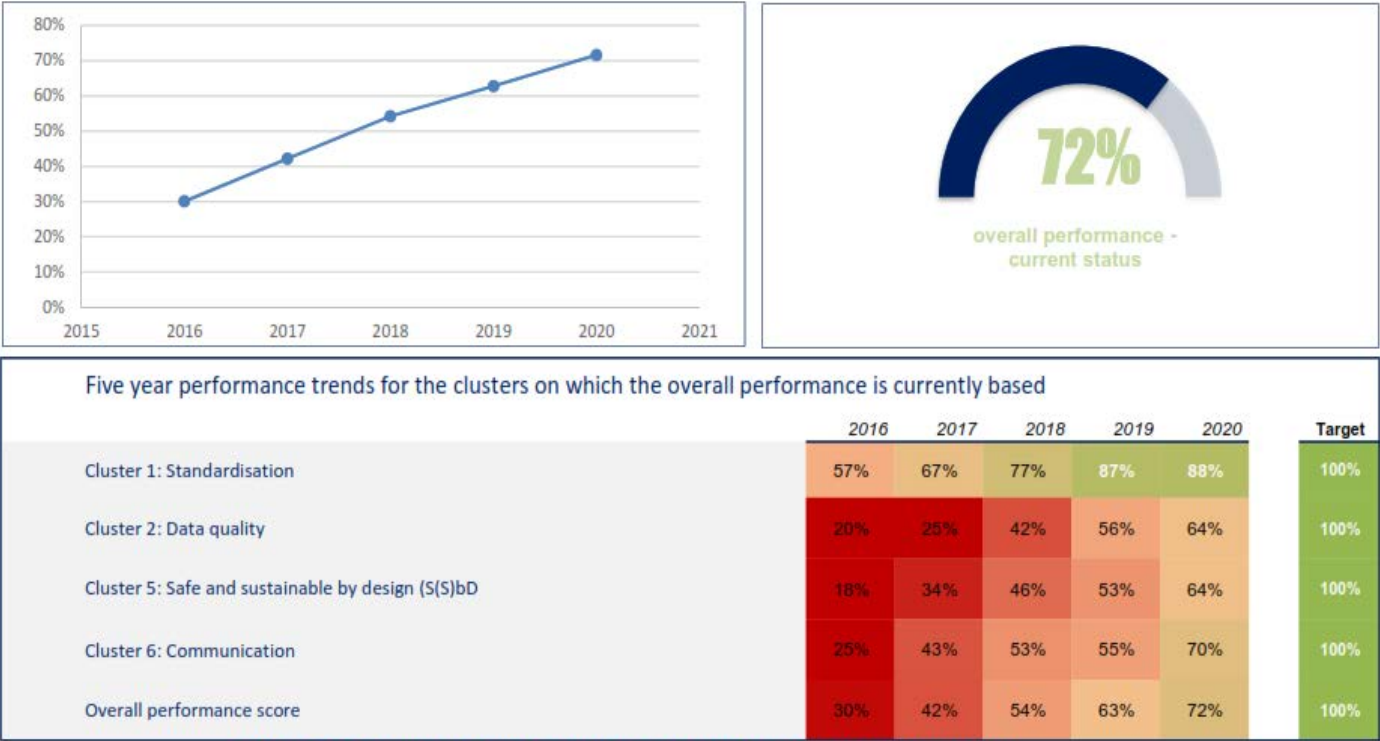 80%
70%
60%
50%
40%
30%
20%
10%
0%
2015 2016 2017 2018 2019 2020 2021
72%
overall performance -
current status
Five year performance trends for the clusters on which the overall performance is currently based
2016 2017 2018 2019 2020 Target
Cluster 1: Standardisation 57% 67% 77% 87% 88% 100%
Cluster 2: Data quality 20% 25% 42% 56% 64% 100%
Cluster 5: Safe and sustainable by design (S(S)bD 18% 34% 46% 53% 64% 100%
Cluster 6: Communication 25% 43% 53% 55% 70% 100%
Overall performance score 30% 42% 54% 63% 72% 100%